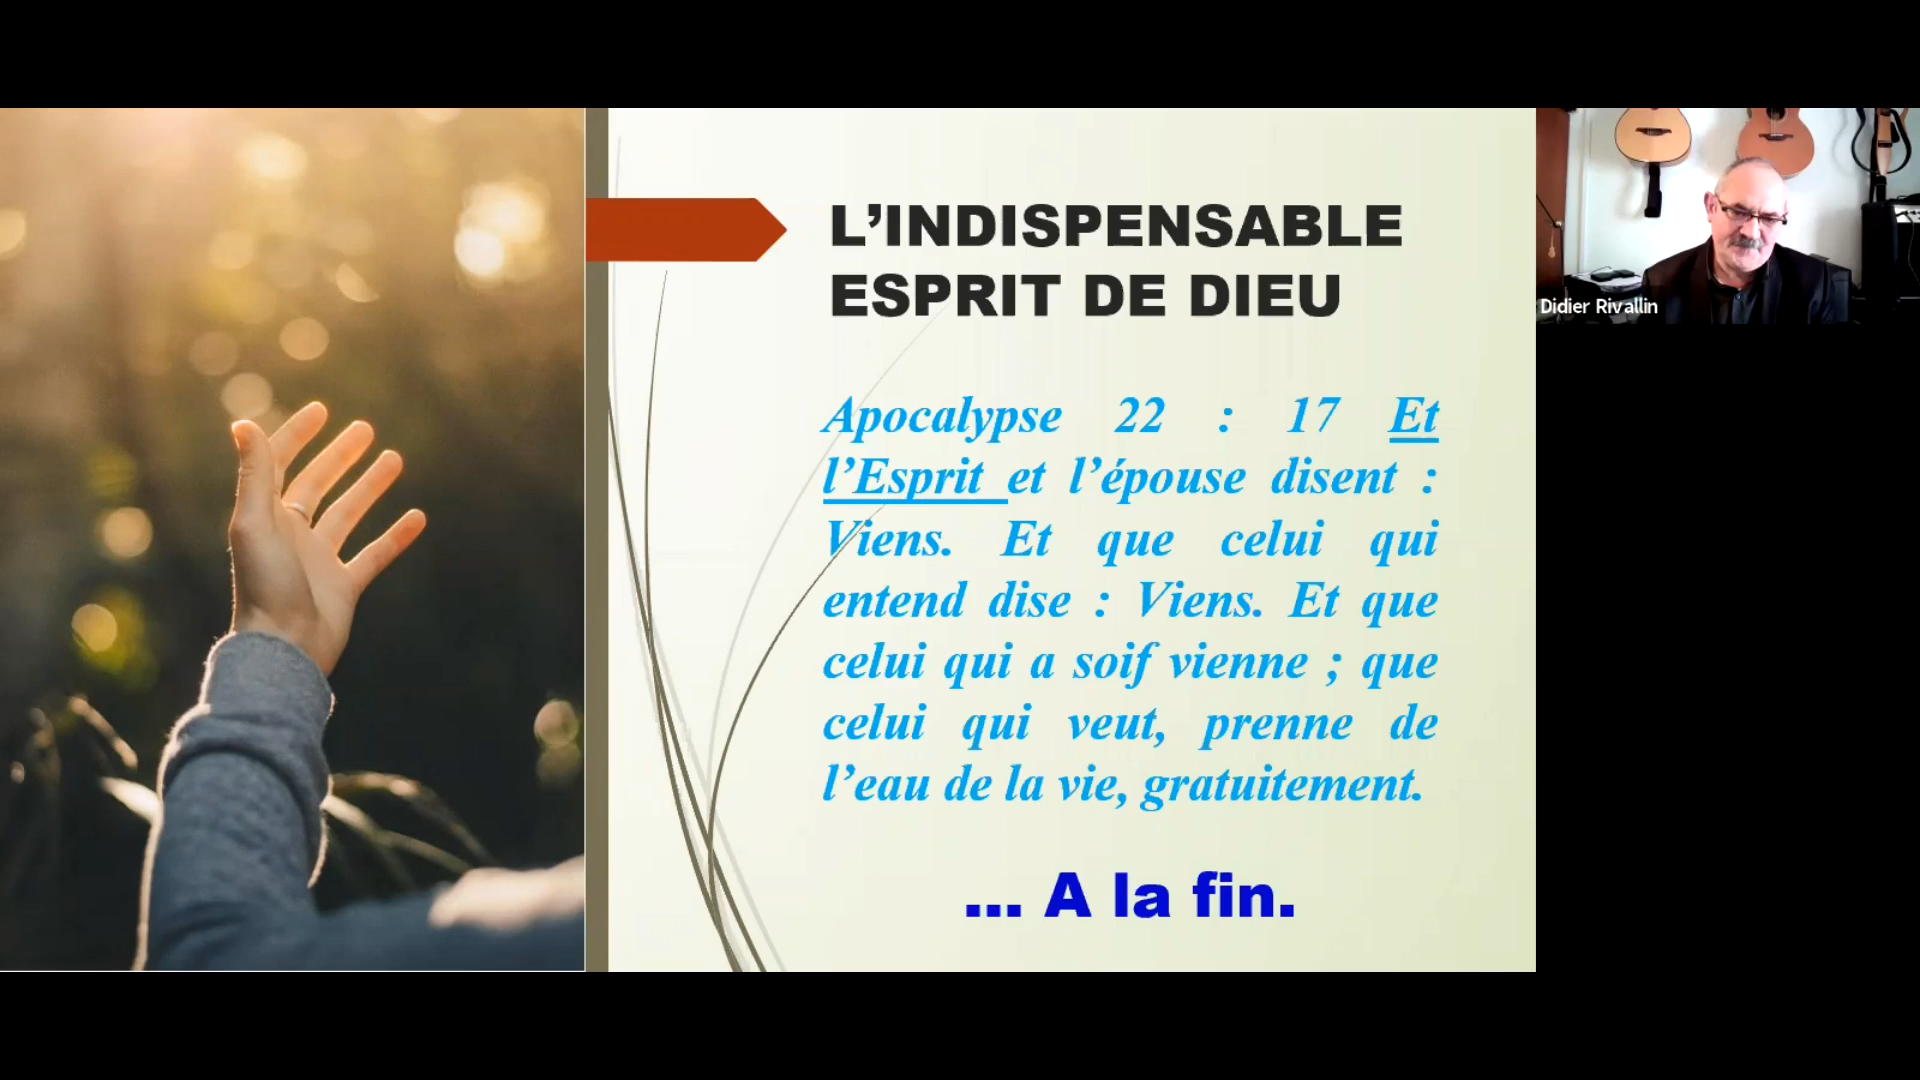 L’INDISPENSABLE
ESPRIT DE DIEU
Apocalypse 22 : 17 Et
l’Esprit et l’épouse disent :
Viens. Et que celui qui
entend dise : Viens. Et que
celui qui a soif vienne ; que
celui qui veut, prenne de
l’eau de la vie, gratuitement.
... A la fin.
Didier Rivallin